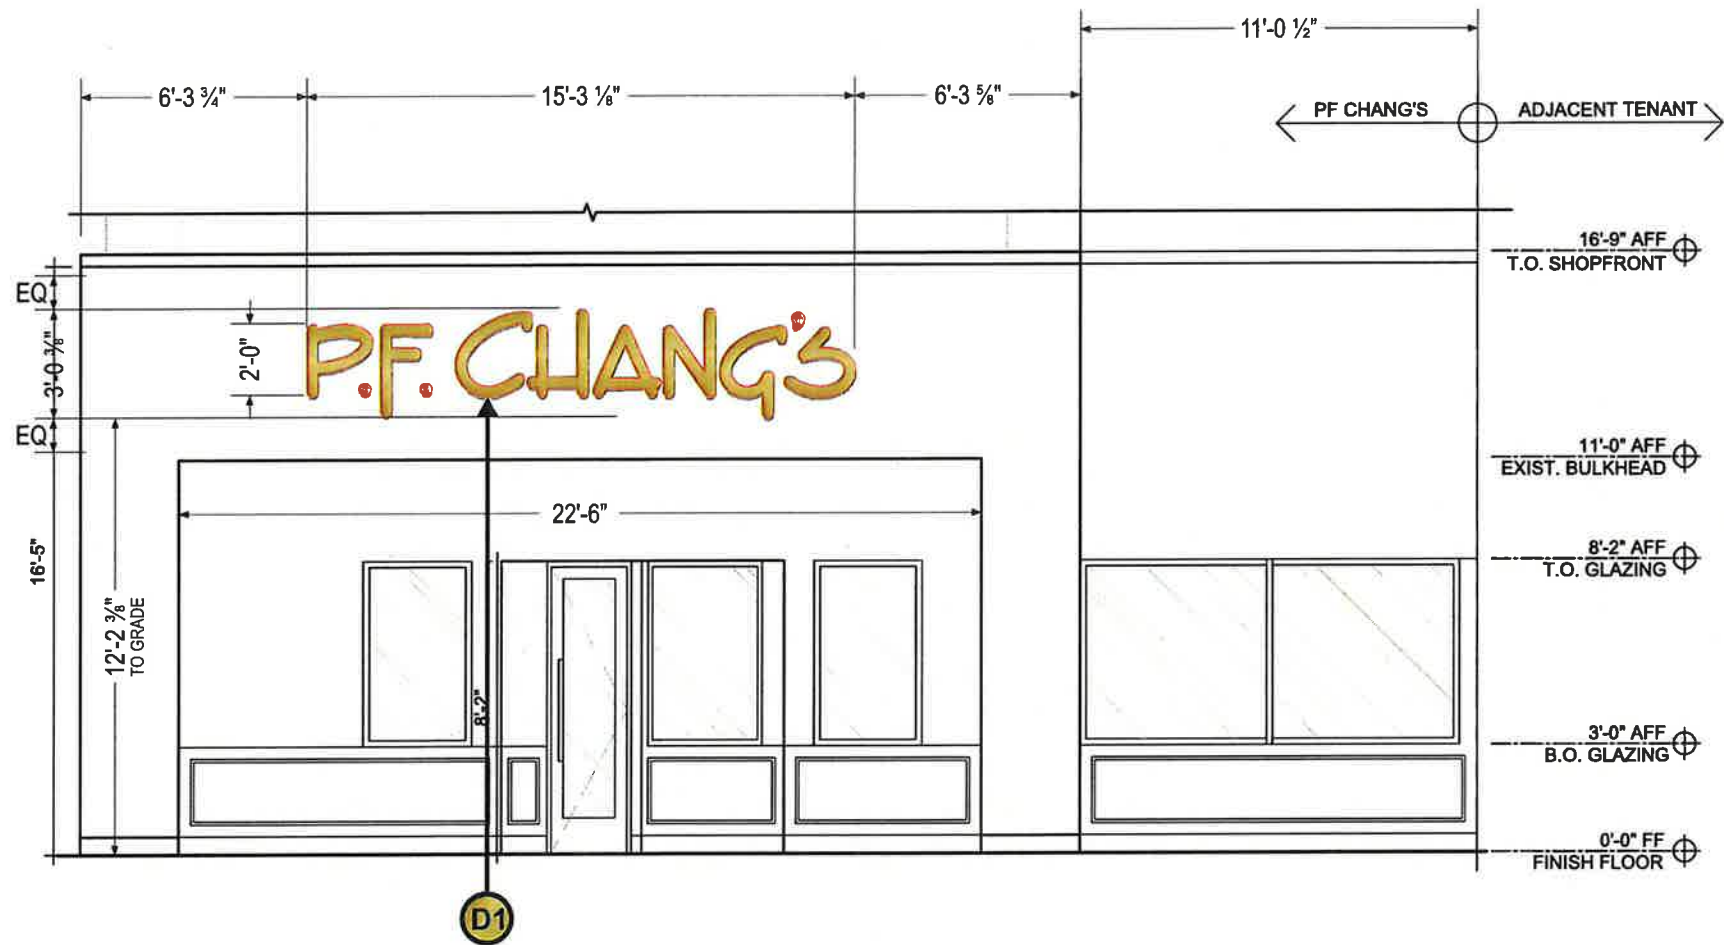 11'-0 ½"
6'-3 ¾"
15'-3 ⅛"
6'-3 ⅝"
PF CHANG'S
ADJACENT TENANT
16'-9" AFF
T.O. SHOPFRONT
EQ
3'-0 ⅜"
2'-0"
P.F. CHANG'S
EQ
11'-0" AFF
EXIST. BULKHEAD
22'-6"
16'-5"
8'-2" AFF
T.O. GLAZING
12'-2 ⅜"
TO GRADE
8'-2"
3'-0" AFF
B.O. GLAZING
0'-0" FF
FINISH FLOOR
D1